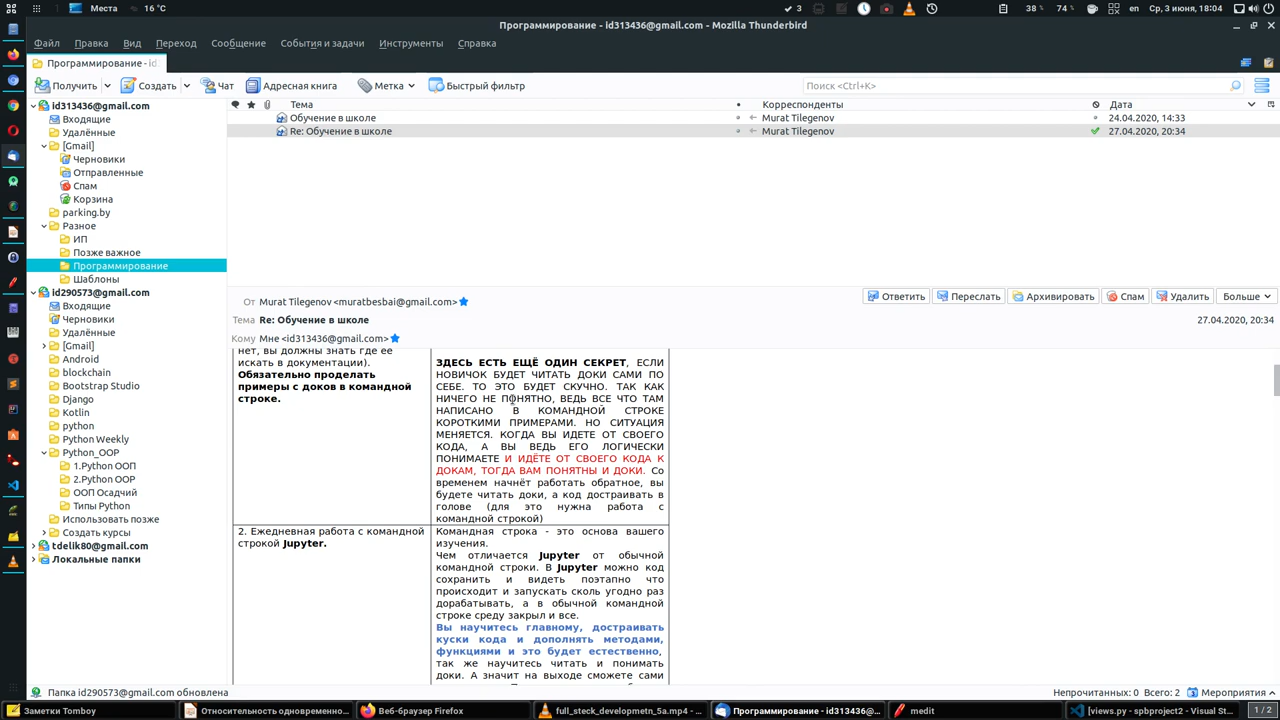 Места
16 °C
3
38 %
74 %
en
Ср, 3 июня, 18:04
Программирование - id313436@gmail.com - Mozilla Thunderbird
Файл Правка Вид Переход Сообщение События и задачи Инструменты Справка
Программирование - id
Получить Создать Чат Адресная книга Метка Быстрый фильтр Поиск <Ctrl+K>
id313436@gmail.com
Входящие
Удалённые
[Gmail]
Черновики
Отправленные
Спам
Корзина
parking.by
Разное
ИП
Позже важное
Программирование
Шаблоны
id290573@gmail.com
Входящие
Черновики
Удалённые
[Gmail]
Android
blockchain
Bootstrap Studio
Django
Kotlin
python
Python Weekly
Python_OOP
1.Python ООП
2.Python OOP
ООП Осадчий
Типы Python
Использовать позже
Создать курсы
tdelik80@gmail.com
Локальные папки
Тема Корреспонденты Дата
Обучение в школе Murat Tilegenov 24.04.2020, 14:33
Re: Обучение в школе Murat Tilegenov 27.04.2020, 20:34
От Murat Tilegenov <muratbesbai@gmail.com>
Ответить Переслать Архивировать Спам Удалить Больше
Тема Re: Обучение в школе 27.04.2020, 20:34
Кому Мне <id313436@gmail.com>
нет, вы должны знать где ее
искать в документации).
Обязательно проделать
примеры с доков в командной
строке.
ЗДЕСЬ ЕСТЬ ЕЩЁ ОДИН СЕКРЕТ, ЕСЛИ
НОВИЧОК БУДЕТ ЧИТАТЬ ДОКИ САМИ ПО
СЕБЕ. ТО ЭТО БУДЕТ СКУЧНО. ТАК КАК
НИЧЕГО НЕ ПОНЯТНО, ВЕДЬ ВСЕ ЧТО ТАМ
НАПИСАНО В КОМАНДНОЙ СТРОКЕ
КОРОТКИМИ ПРИМЕРАМИ. НО СИТУАЦИЯ
МЕНЯЕТСЯ. КОГДА ВЫ ИДЕТЕ ОТ СВОЕГО
КОДА, А ВЫ ВЕДЬ ЕГО ЛОГИЧЕСКИ
ПОНИМАЕТЕ И ИДЁТЕ ОТ СВОЕГО КОДА К
ДОКАМ, ТОГДА ВАМ ПОНЯТНЫ И ДОКИ. Со
временем начнёт работать обратное, вы
будете читать доки, а код достраивать в
голове (для это нужна работа с
командной строкой)
2. Ежедневная работа с командной
строкой Jupyter.
Командная строка - это основа вашего
изучения.
Чем отличается Jupyter от обычной
командной строки. В Jupyter можно код
сохранить и видеть поэтапно что
происходит и запускать сколь угодно раз
дорабатывать, а в обычной командной
строке среду закрыл и все.
Вы научитесь главному, достраивать
куски кода и дополнять методами,
функциями и это будет естественно,
так же научитесь читать и понимать
доки. А значит на выходе сможете сами
Папка id290573@gmail.com обновлена
Непрочитанных: 0 Всего: 2 Мероприятия
Заметки Tomboy
Относительность одновременно...
Веб-браузер Firefox
full_steck_developmetn_5a.mp4 - ...
Программирование - id313436@...
medit
[views.py - spbproject2 - Visual St...
1 / 2